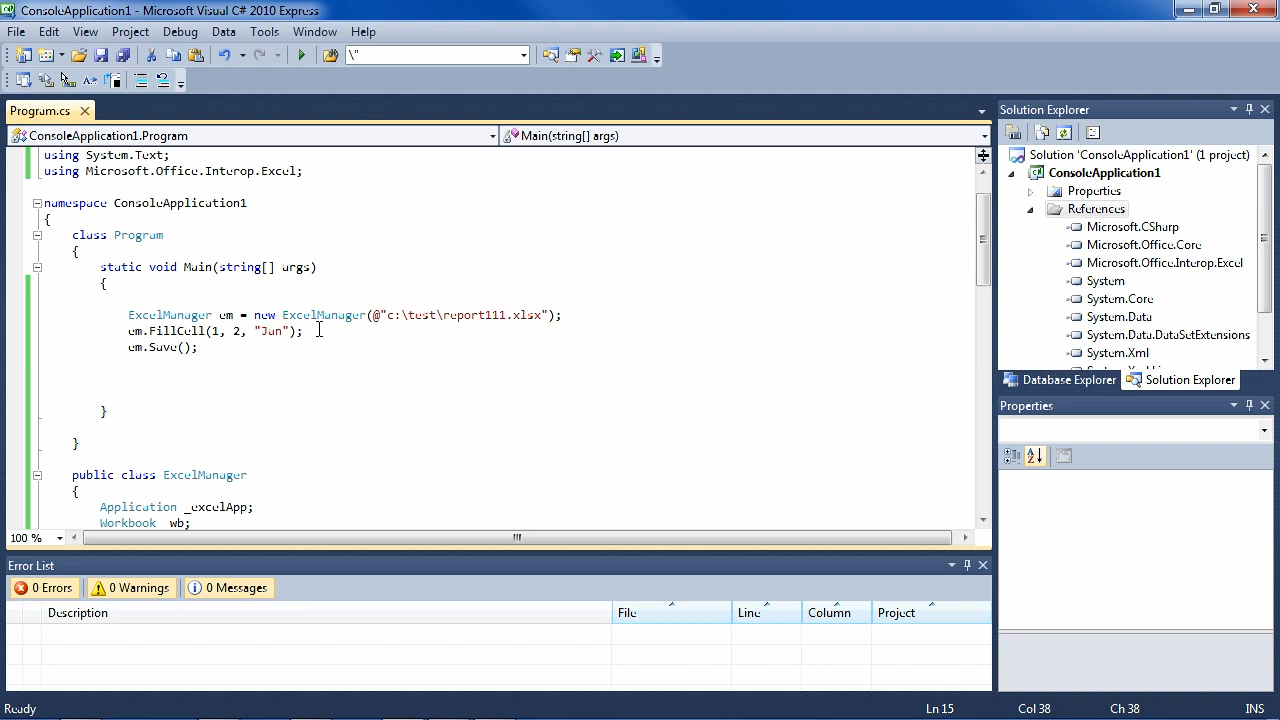 ConsoleApplication1 - Microsoft Visual C# 2010 Express
File Edit View Project Debug Data Tools Window Help
\"
Program.cs
ConsoleApplication1.Program
Main(string[] args)
using System.Text;
using Microsoft.Office.Interop.Excel;
namespace ConsoleApplication1
{
class Program
{
static void Main(string[] args)
{
ExcelManager em = new ExcelManager(@"c:\test\report111.xlsx");
em.FillCell(1, 2, "Jan");
em.Save();
}
}
public class ExcelManager
{
Application _excelApp;
Workbook wb;
100 %
Solution Explorer
Solution 'ConsoleApplication1' (1 project)
ConsoleApplication1
Properties
References
Microsoft.CSharp
Microsoft.Office.Core
Microsoft.Office.Interop.Excel
System
System.Core
System.Data
System.Data.DataSetExtensions
System.Xml
Database Explorer Solution Explorer
Properties
Error List
0 Errors 0 Warnings 0 Messages
Description File Line Column Project
Ready Ln 15 Col 38 Ch 38 INS